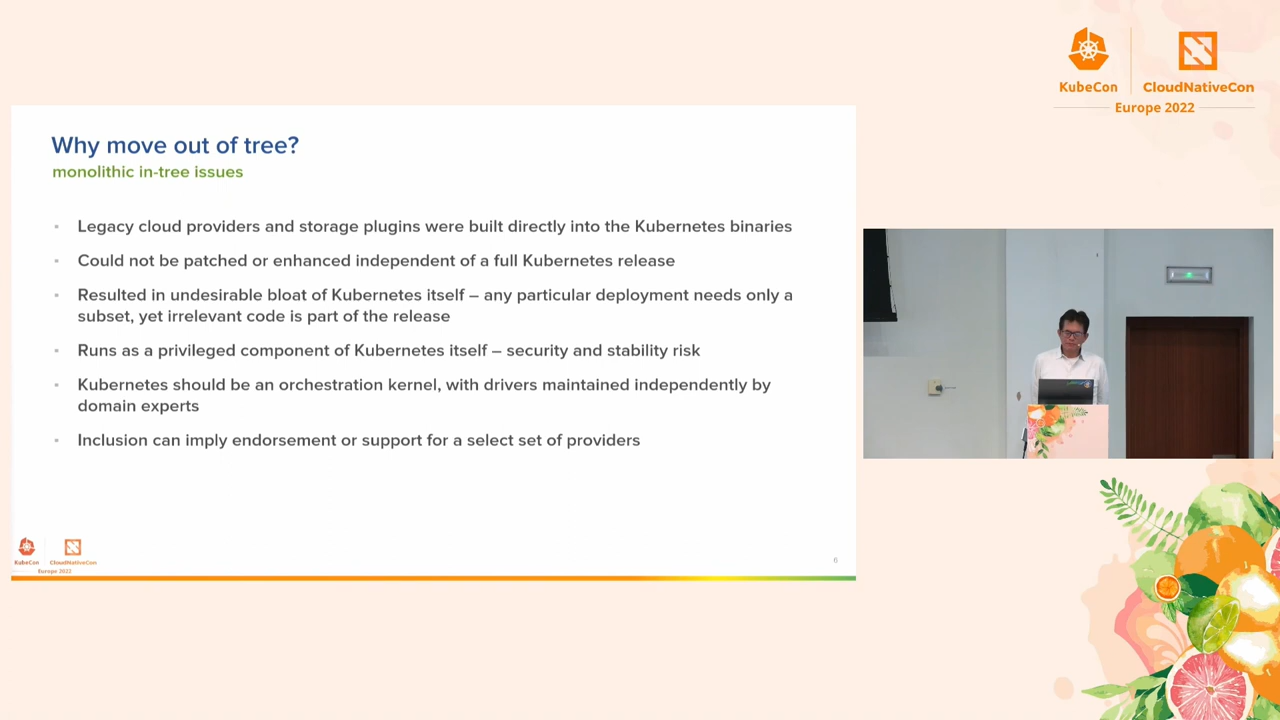 KubeCon
CloudNativeCon
Europe 2022
Why move out of tree?
monolithic in-tree issues
▪ Legacy cloud providers and storage plugins were built directly into the Kubernetes binaries
▪ Could not be patched or enhanced independent of a full Kubernetes release
▪ Resulted in undesirable bloat of Kubernetes itself – any particular deployment needs only a
subset, yet irrelevant code is part of the release
▪ Runs as a privileged component of Kubernetes itself – security and stability risk
▪ Kubernetes should be an orchestration kernel, with drivers maintained independently by
domain experts
▪ Inclusion can imply endorsement or support for a select set of providers
KubeCon
CloudNativeCon
Europe 2022
6